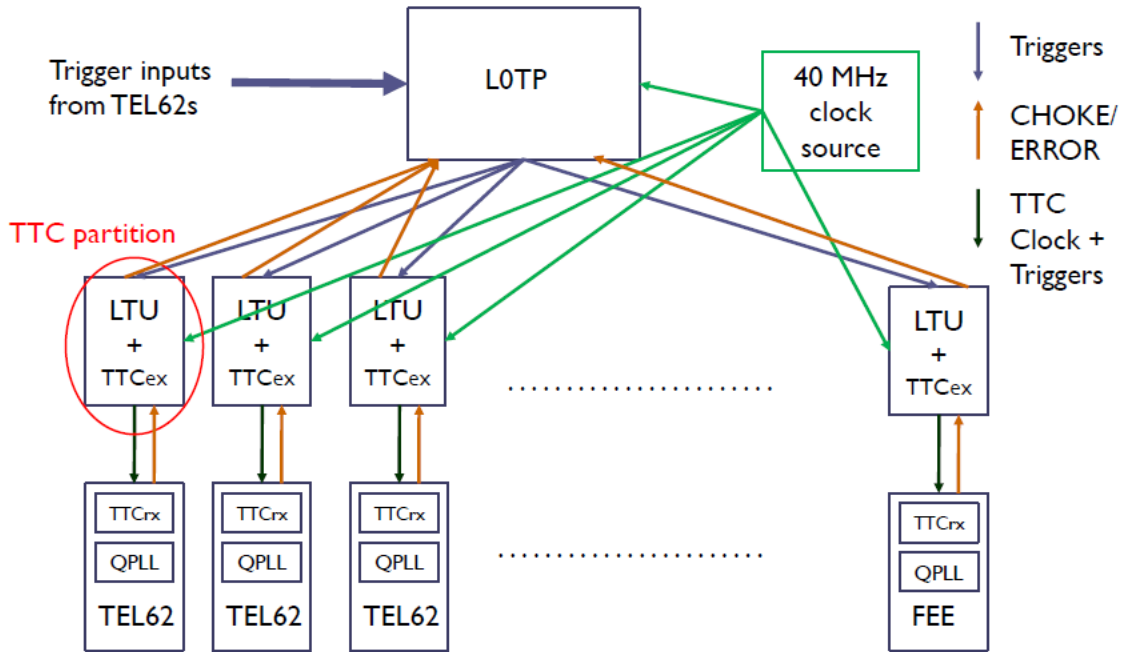 Trigger inputs
from TEL62s
L0TP
40 MHz
clock
source
Triggers
CHOKE/
ERROR
TTC
Clock +
Triggers
TTC partition
LTU
+
TTCex
LTU
+
TTCex
LTU
+
TTCex
LTU
+
TTCex
TTCrx
QPLL
TEL62
TTCrx
QPLL
TEL62
TTCrx
QPLL
TEL62
TTCrx
QPLL
FEE